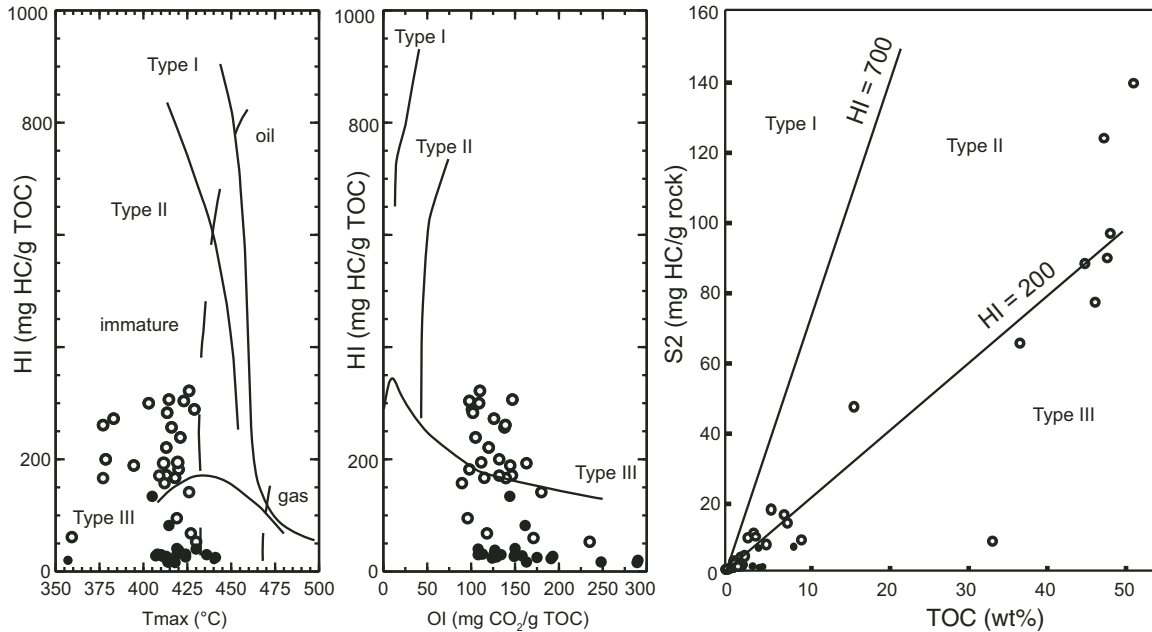 1000
800
200
0
HI (mg HC/g TOC)
Type I
oil
Type II
immature
Type III
gas
350 375 400 425 450 475 500
Tmax (°C)
1000
800
200
0
HI (mg HC/g TOC)
Type I
Type II
Type III
0 50 100 150 200 250 300
OI (mg CO2/g TOC)
160
140
120
100
80
60
40
20
0
S2 (mg HC/g rock)
HI = 700
Type I
Type II
HI = 200
Type III
0 10 20 30 40 50
TOC (wt%)